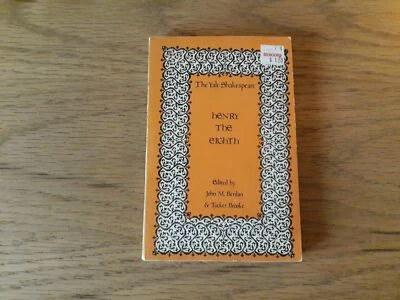 The Yale Shakespeare
henry
the
eighth
Edited by
John M. Berdan
& Tucker Brooke